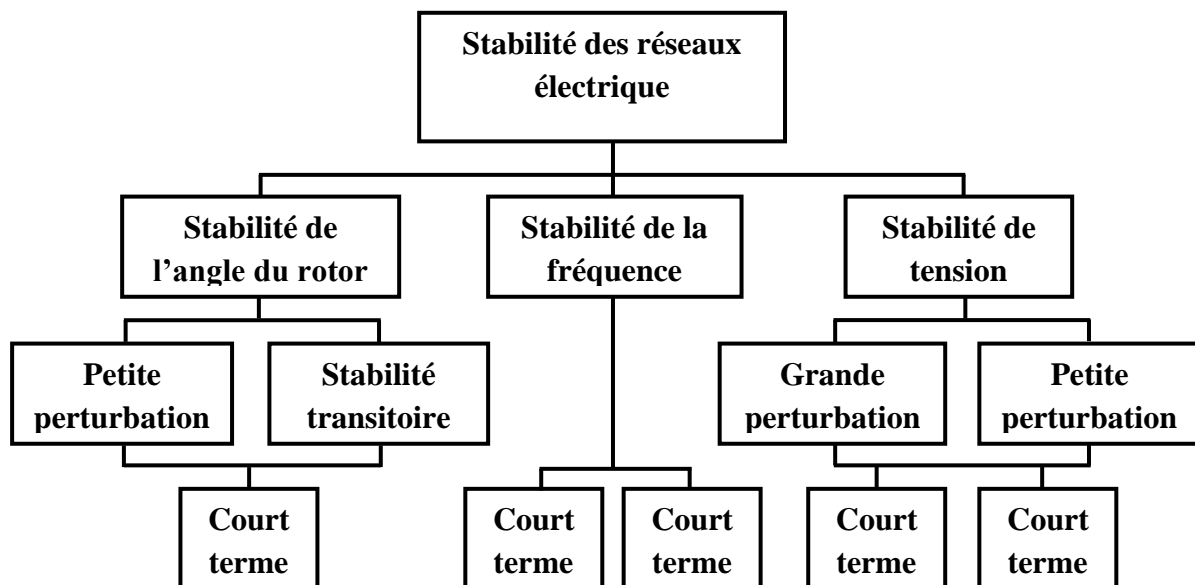 Stabilité des réseaux
électrique
Stabilité de
l’angle du rotor
Stabilité de la
fréquence
Stabilité de
tension
Petite
perturbation
Stabilité
transitoire
Grande
perturbation
Petite
perturbation
Court
terme
Court
terme
Court
terme
Court
terme
Court
terme